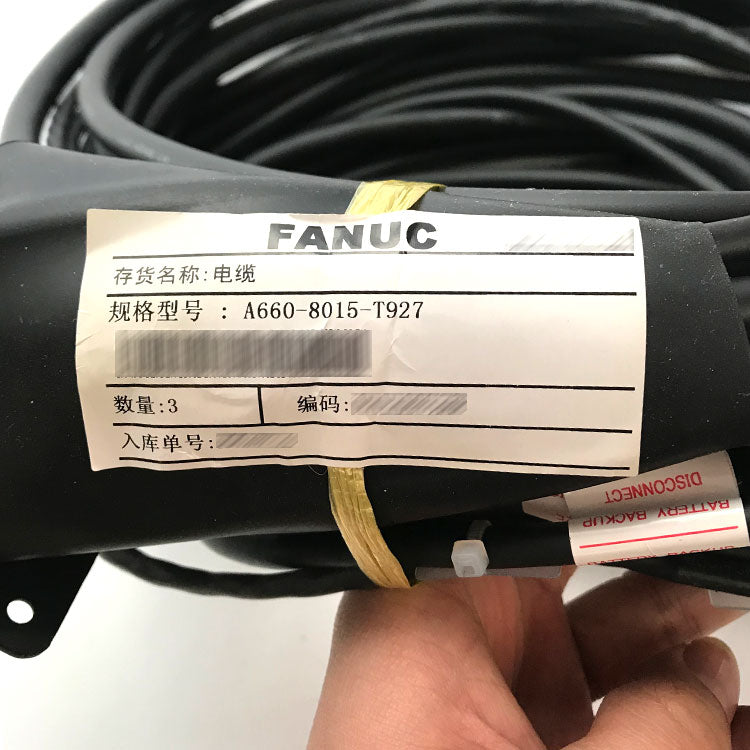 FANUC
存货名称:电缆
规格型号 : A660-8015-T927
数量:3 编码:
入库单号:
DISCONNECT
BATTERY BACKUP